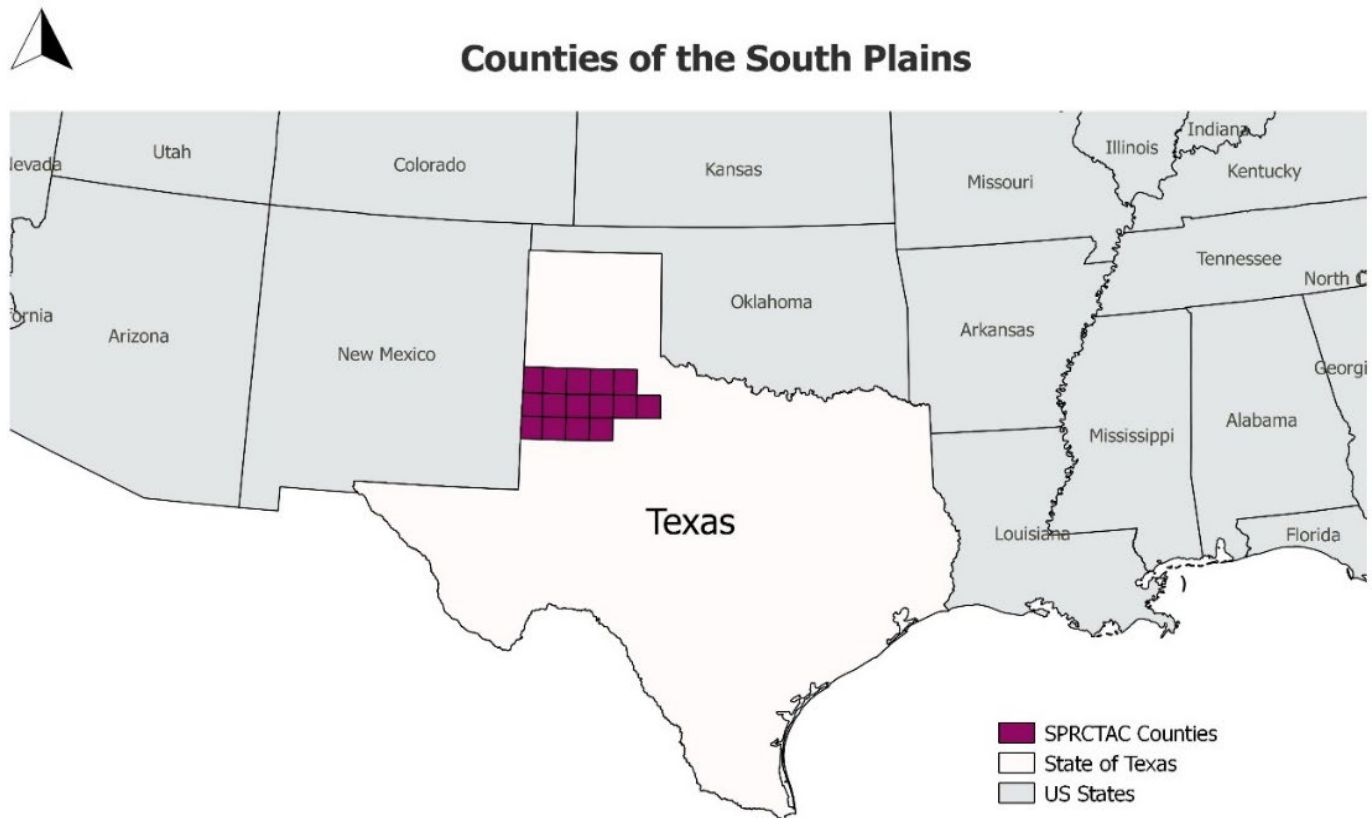 Counties of the South Plains
Utah
Colorado
Kansas
Missouri
Illinois
Indiana
Kentucky
Nevada
Tennessee
North C
fornia
Arizona
New Mexico
Oklahoma
Arkansas
Georgi
Mississippi
Alabama
Texas
Louisiana
Florida
SPRCTAC Counties
State of Texas
US States